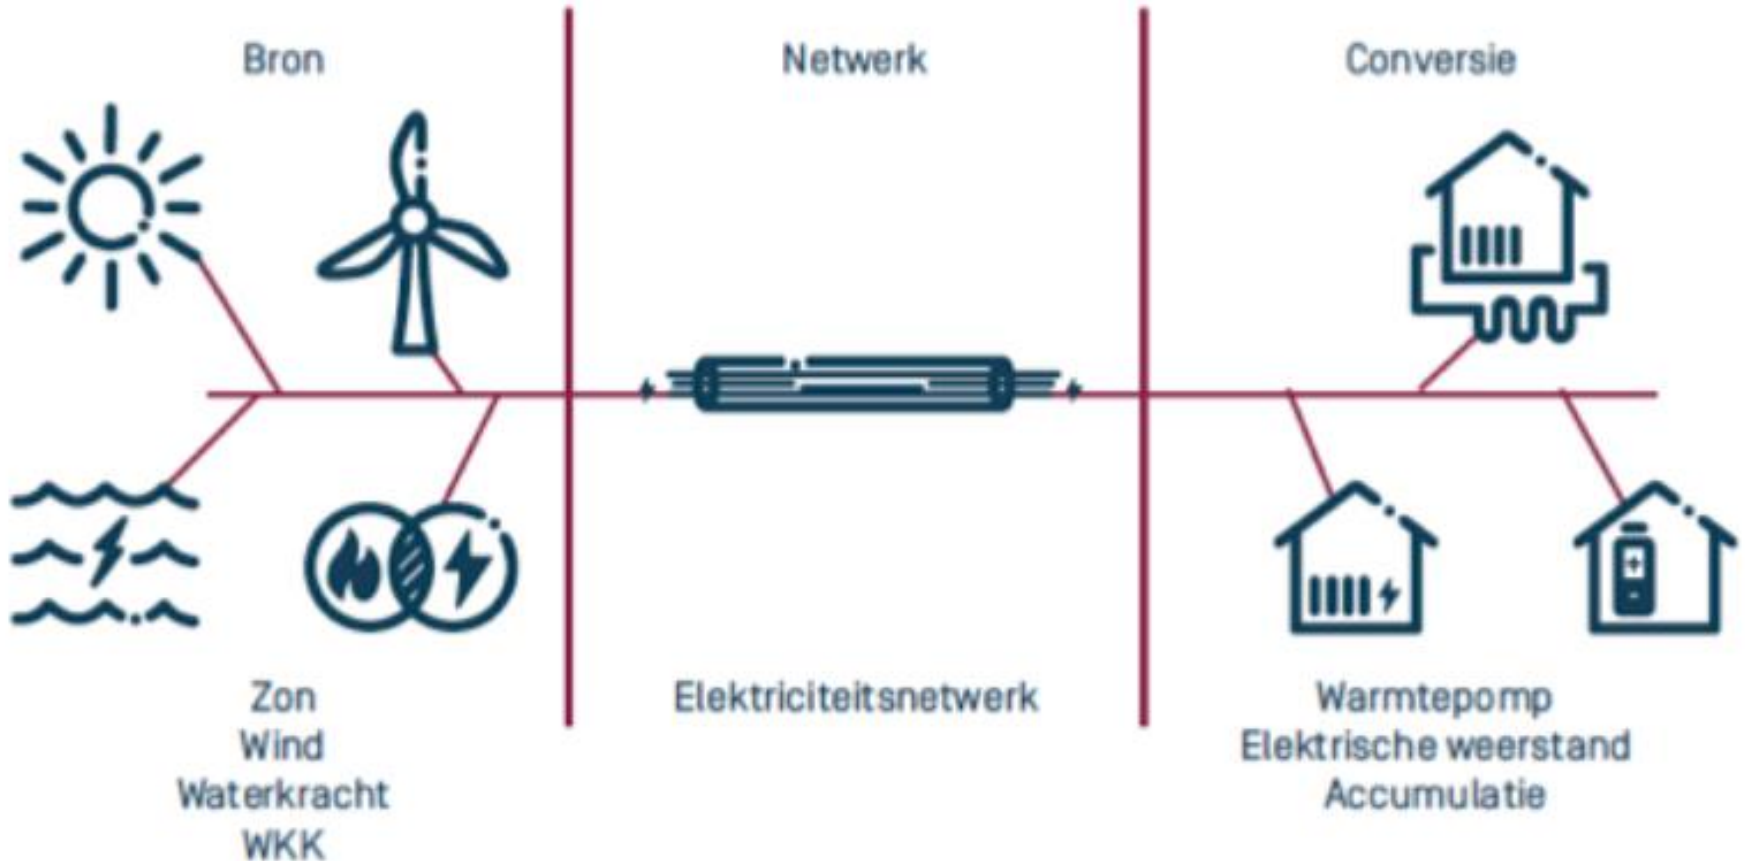 Bron
Netwerk
Conversie
Zon
Wind
Waterkracht
WKK
Elektriciteitsnetwerk
Warmtepomp
Elektrische weerstand
Accumulatie